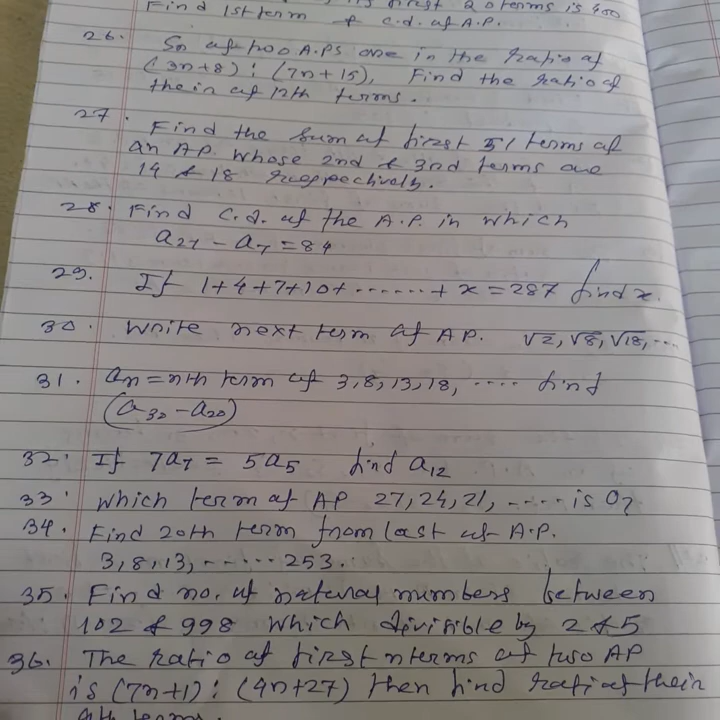 Find 1st term & c.d. of A.P.
26. Sn of two A.PS are in the ratio of
(3n+8) : (7n+15), Find the ratio of
their of 12th terms.
27. Find the sum of first 51 terms of
an AP whose 2nd & 3rd terms are
14 & 18 respectively.
28. Find c.d. of the A.P. in which
a21 - a7 = 84
29. If 1+4+7+10+ ....... + x = 287 find x.
30. Write next term of AP. √2, √8, √18, ...
31. an = nth term of 3, 8, 13, 18, .... find
(a30 - a20)
32. If 7a7 = 5a5 find a12
33. Which term of AP 27, 24, 21, ..... is 0?
34. Find 20th term from last of A.P.
3, 8, 13, ...... 253.
35. Find no. of natural numbers between
102 & 998 which divisible by 2 & 5
36. The ratio of first n terms of two AP
is (7n+1) : (4n+27) then find ratio of their
terms.